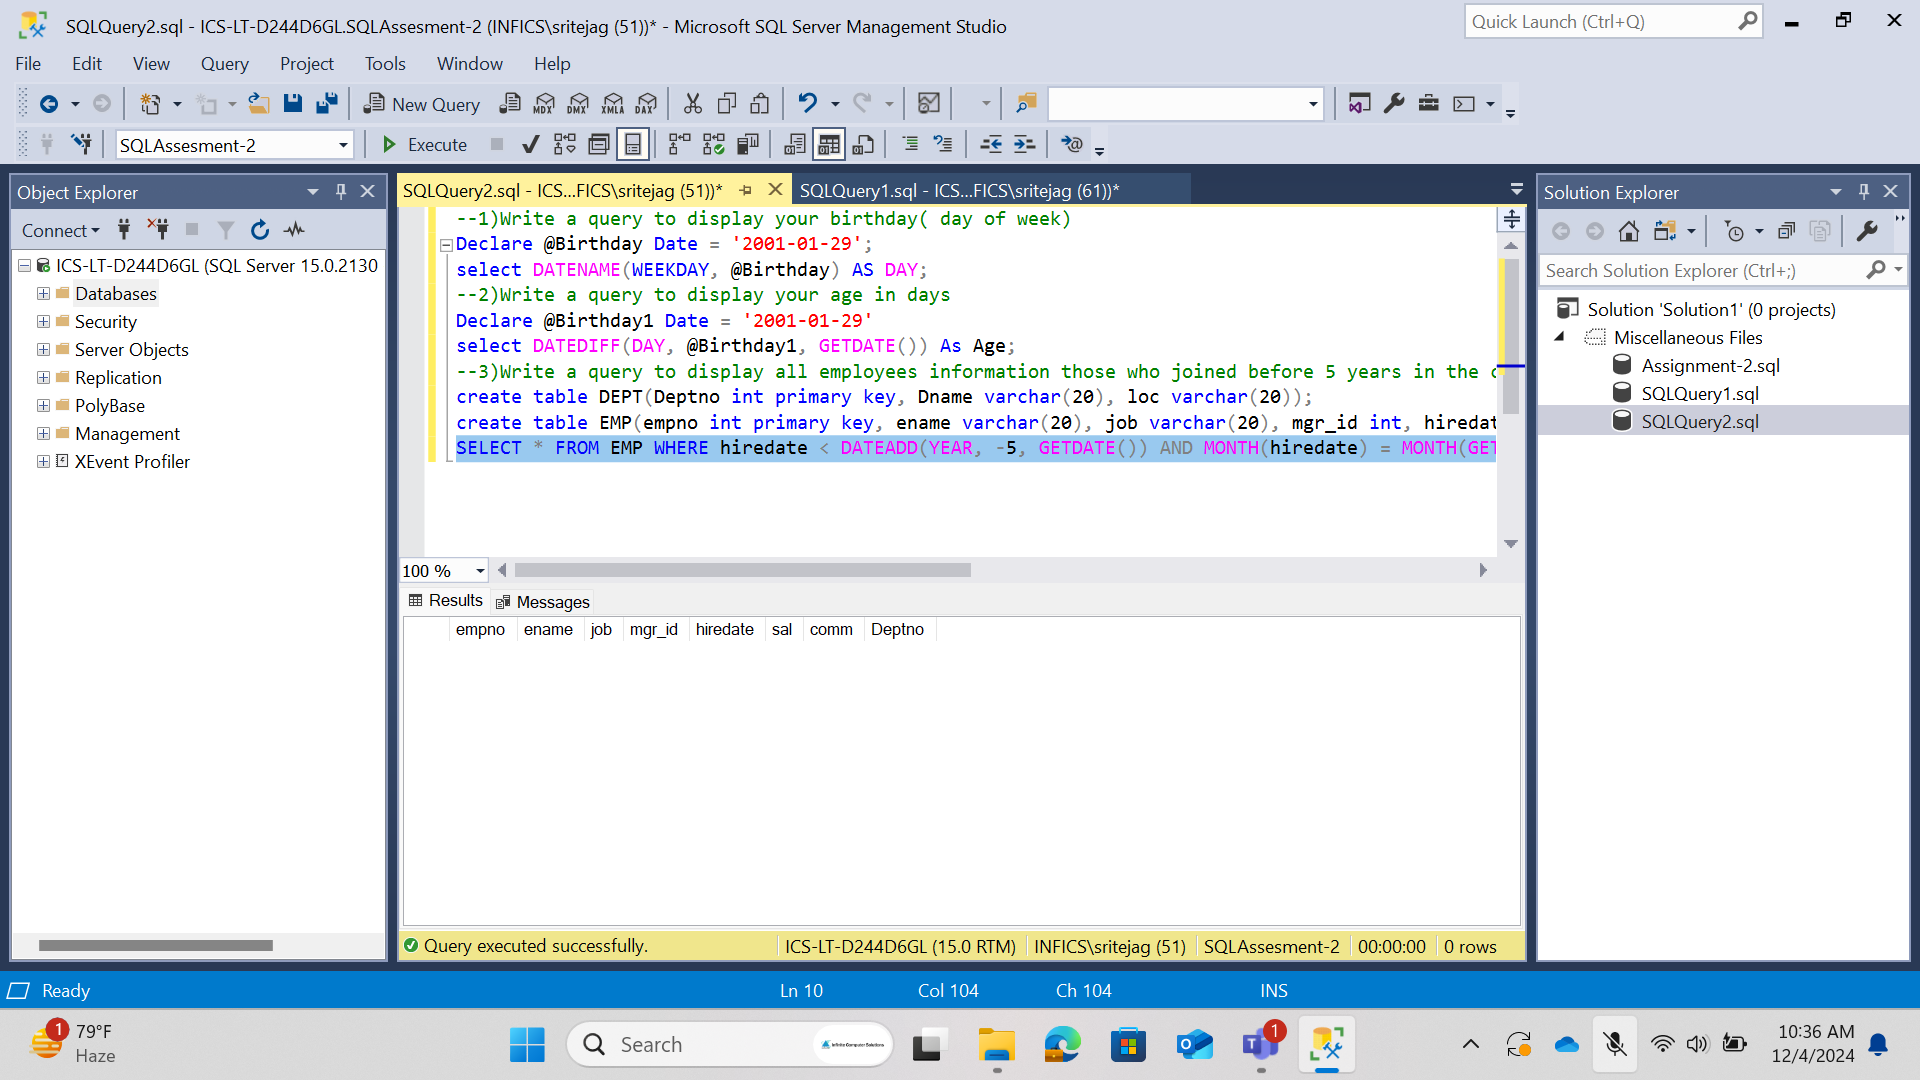 SQLQuery2.sql - ICS-LT-D244D6GL.SQLAssesment-2 (INFICS\sritejag (51))* - Microsoft SQL Server Management Studio
Quick Launch (Ctrl+Q)
File Edit View Query Project Tools Window Help
New Query MDX DMX XMLA DAX
SQLAssesment-2 Execute
Object Explorer
Connect
ICS-LT-D244D6GL (SQL Server 15.0.2130
Databases
Security
Server Objects
Replication
PolyBase
Management
XEvent Profiler
SQLQuery2.sql - ICS...FICS\sritejag (51))*
SQLQuery1.sql - ICS...FICS\sritejag (61))*
--1)Write a query to display your birthday( day of week)
Declare @Birthday Date = '2001-01-29';
select DATENAME(WEEKDAY, @Birthday) AS DAY;
--2)Write a query to display your age in days
Declare @Birthday1 Date = '2001-01-29'
select DATEDIFF(DAY, @Birthday1, GETDATE()) As Age;
--3)Write a query to display all employees information those who joined before 5 years in the
create table DEPT(Deptno int primary key, Dname varchar(20), loc varchar(20));
create table EMP(empno int primary key, ename varchar(20), job varchar(20), mgr_id int, hiredat
SELECT * FROM EMP WHERE hiredate < DATEADD(YEAR, -5, GETDATE()) AND MONTH(hiredate) = MONTH(GET
100 %
Results Messages
empno ename job mgr_id hiredate sal comm Deptno
Query executed successfully.
ICS-LT-D244D6GL (15.0 RTM) INFICS\sritejag (51) SQLAssesment-2 00:00:00 0 rows
Solution Explorer
Search Solution Explorer (Ctrl+;)
Solution 'Solution1' (0 projects)
Miscellaneous Files
Assignment-2.sql
SQLQuery1.sql
SQLQuery2.sql
Ready Ln 10 Col 104 Ch 104 INS
1
79°F
Haze
Search
Infinite Computer Solutions
1
10:36 AM
12/4/2024